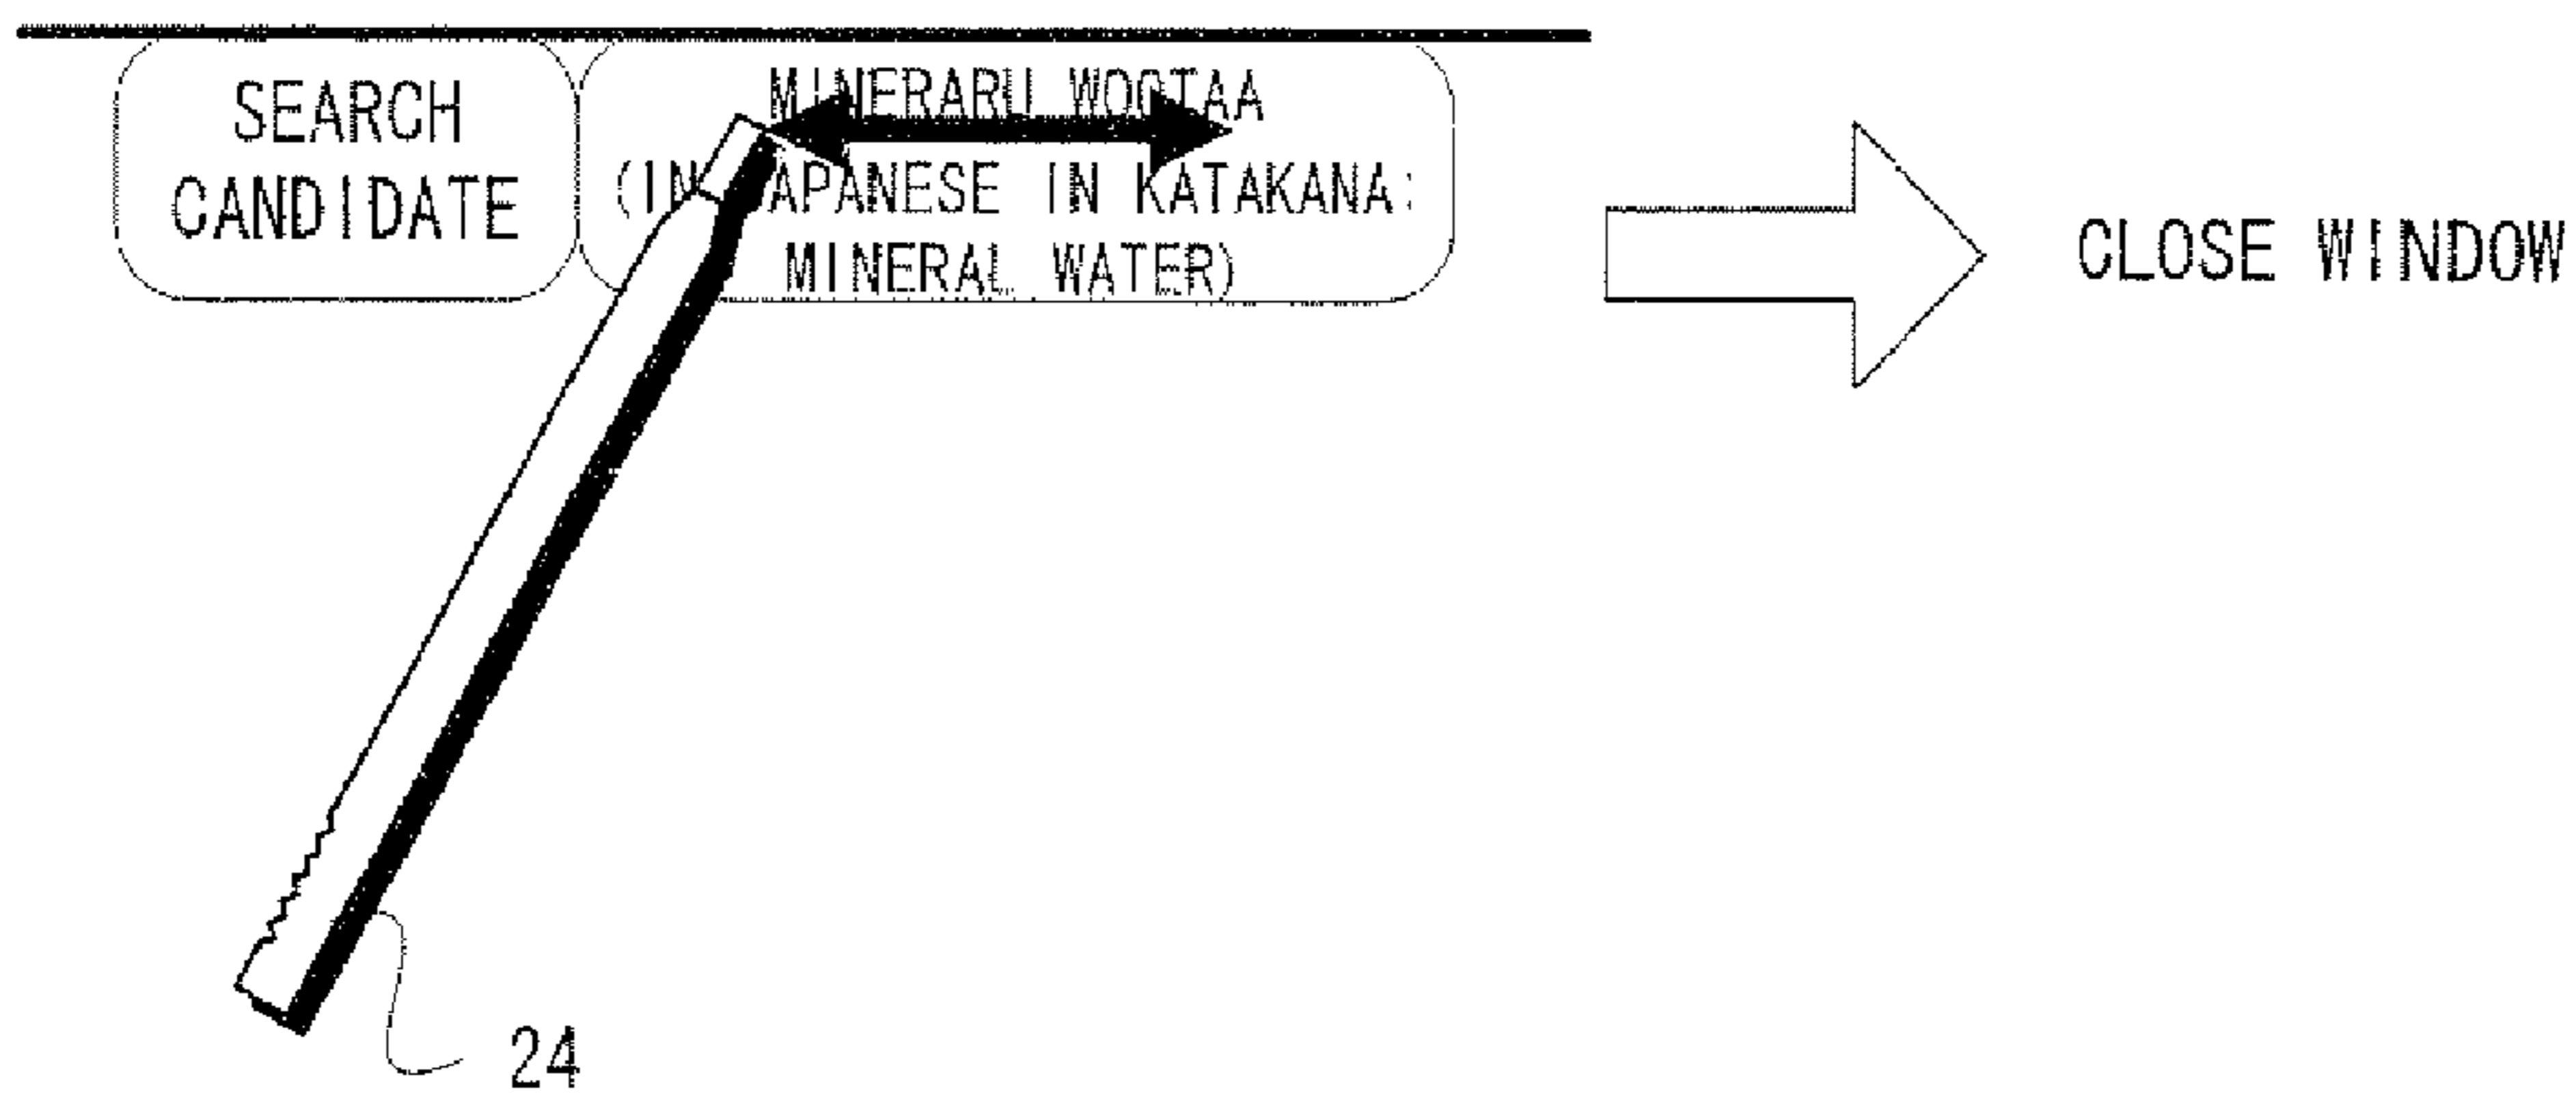 SEARCH
CANDIDATE
MINERARU WOOTAA
(IN JAPANESE IN KATAKANA:
MINERAL WATER)
CLOSE WINDOW
24